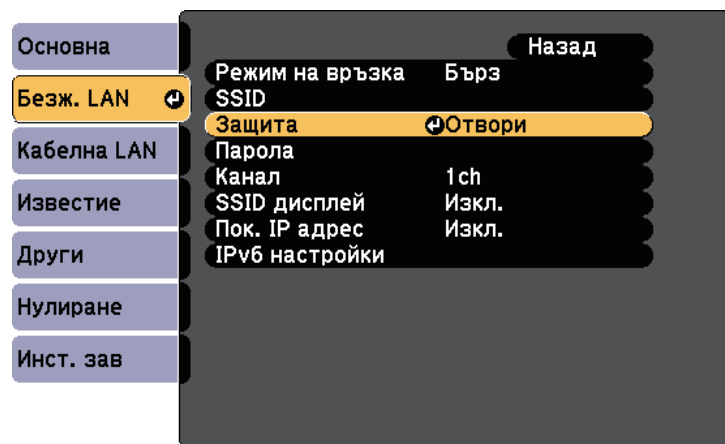 Основна
Безж. LAN
Кабелна LAN
Известие
Други
Нулиране
Инст. зав
Назад
Режим на връзка Бърз
SSID
Защита Отвори
Парола
Канал 1ch
SSID дисплей Изкл.
Пок. IP адрес Изкл.
IPv6 настройки